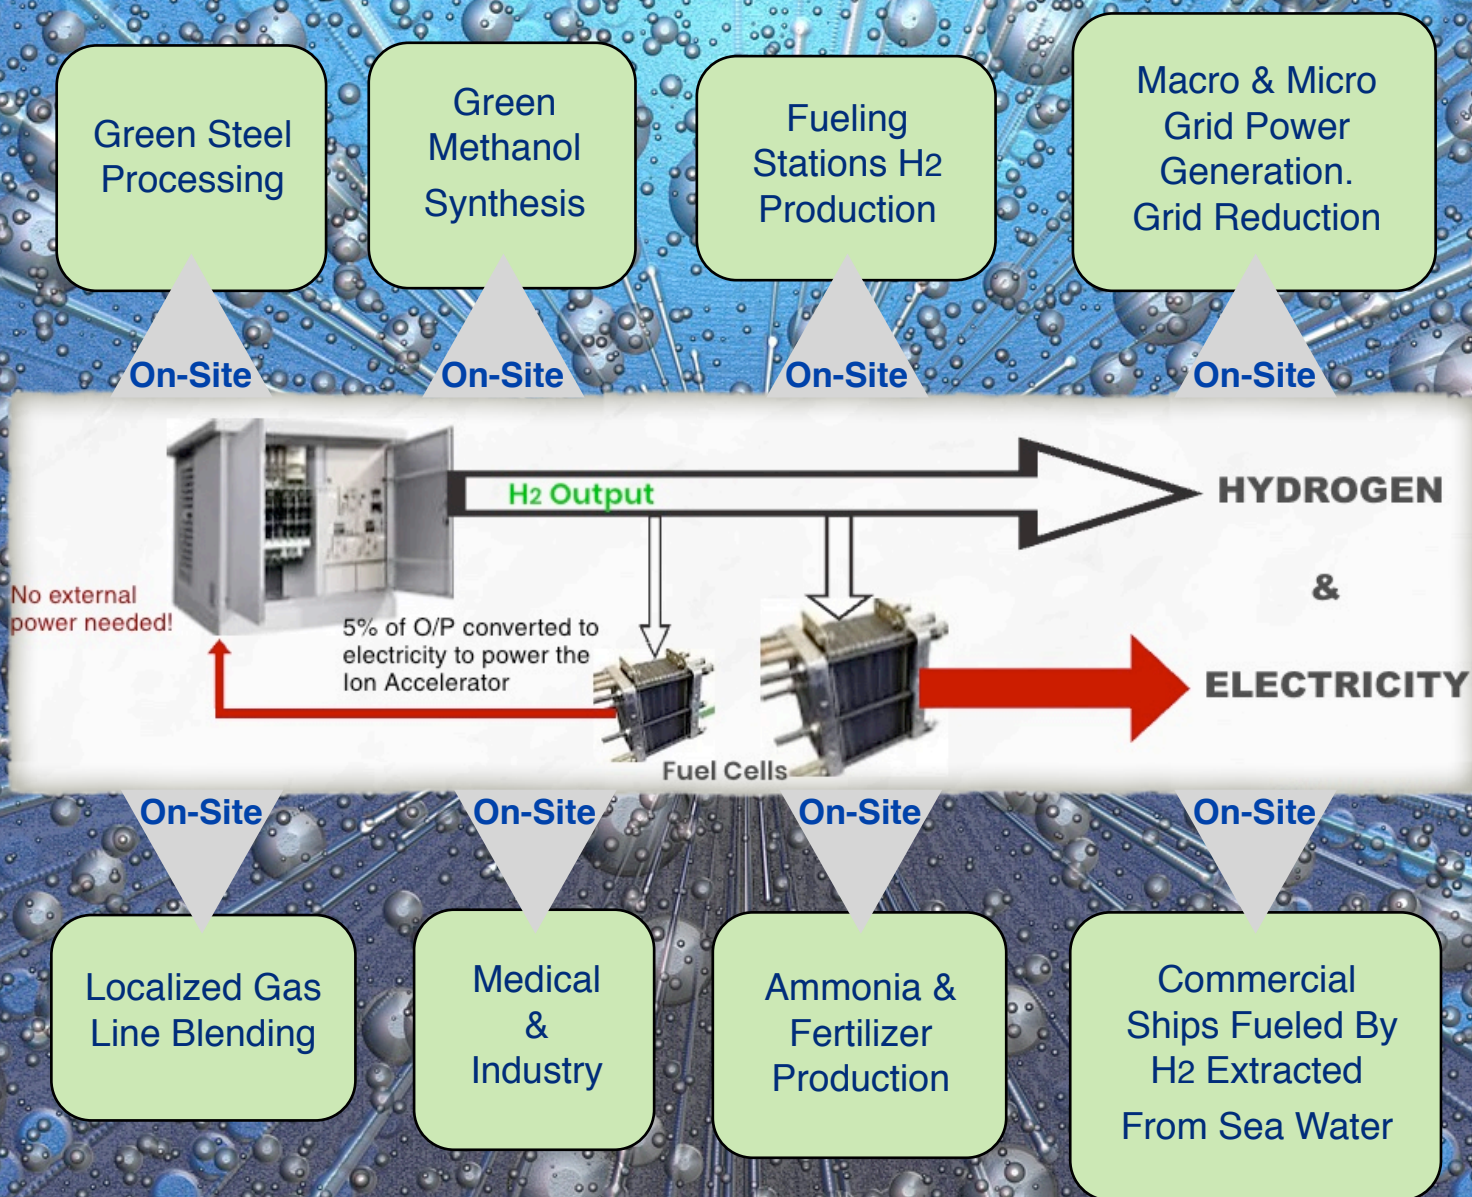 Green Steel
Processing
Green
Methanol
Synthesis
Fueling
Stations H2
Production
Macro & Micro
Grid Power
Generation.
Grid Reduction
On-Site
On-Site
On-Site
On-Site
H2 Output
HYDROGEN
&
ELECTRICITY
No external
power needed!
5% of O/P converted to
electricity to power the
Ion Accelerator
Fuel Cells
On-Site
On-Site
On-Site
On-Site
Localized Gas
Line Blending
Medical
&
Industry
Ammonia &
Fertilizer
Production
Commercial
Ships Fueled By
H2 Extracted
From Sea Water